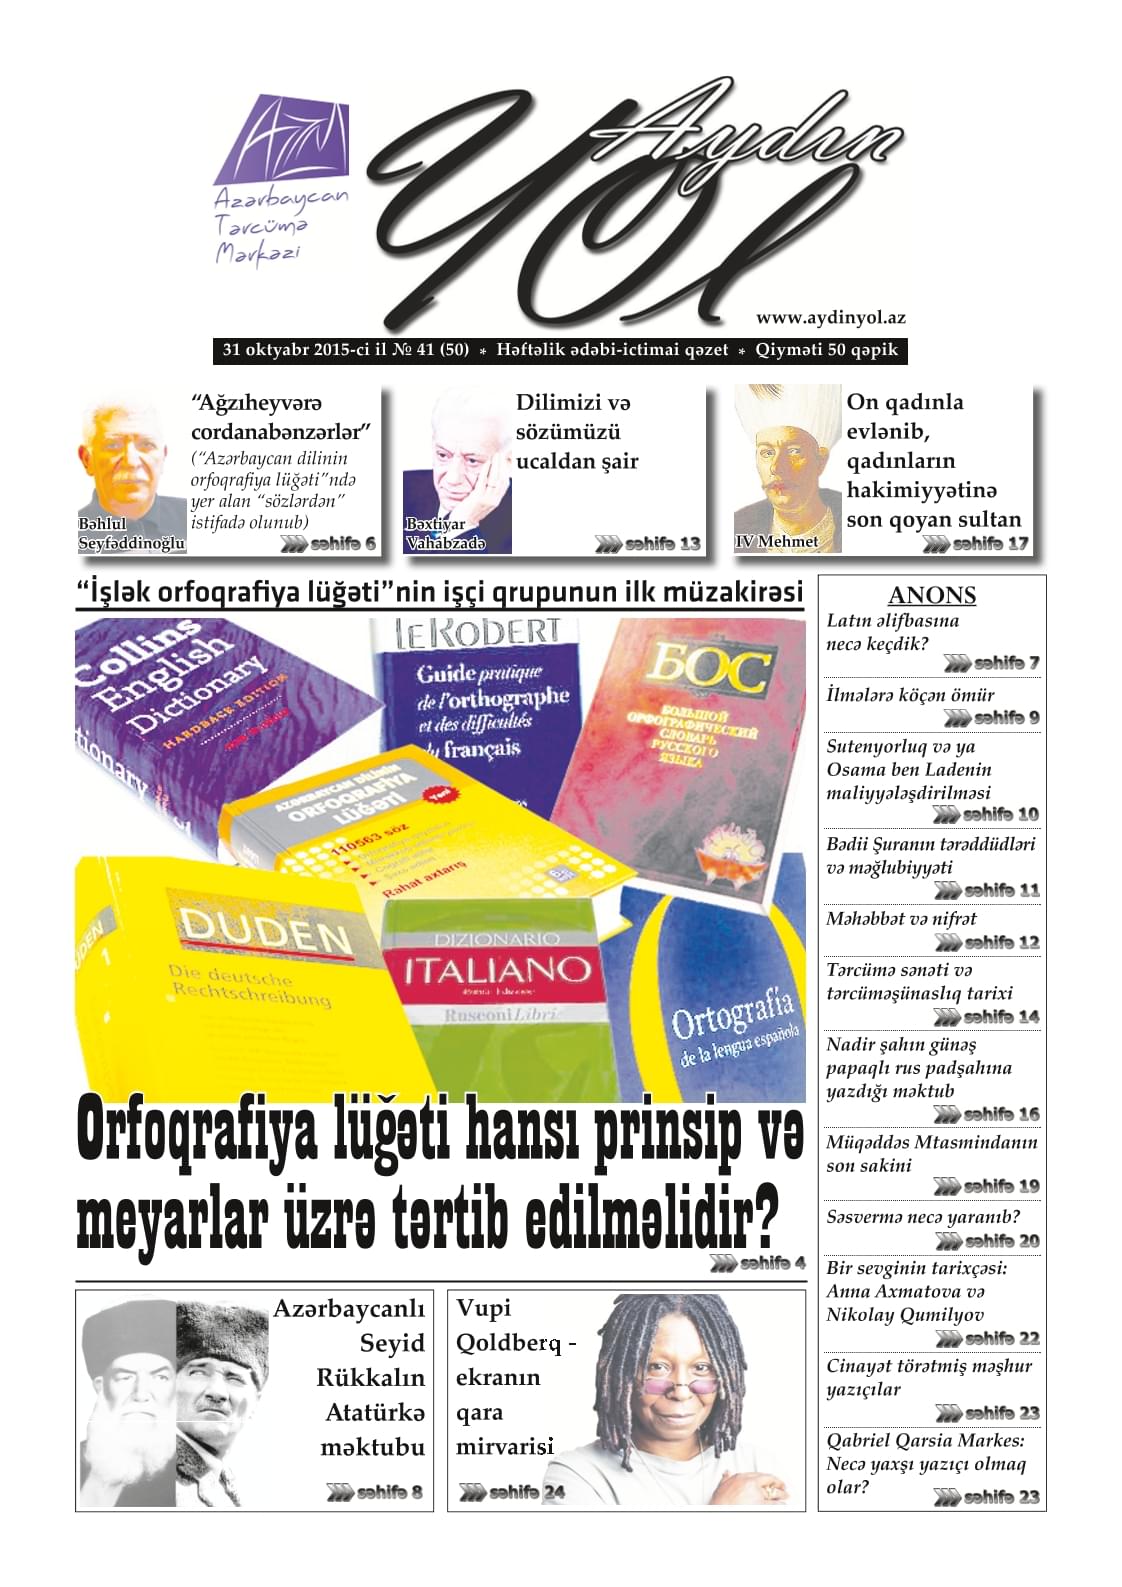 AzTM
Azərbaycan
Tərcümə
Mərkəzi
Aydın
Yol
www.aydinyol.az
31 oktyabr 2015-ci il № 41 (50) * Həftəlik ədəbi-ictimai qəzet * Qiyməti 50 qəpik
“Ağzıheyvərə
cordanabənzərlər”
(“Azərbaycan dilinin
orfoqrafiya lüğəti”ndə
yer alan “sözlərdən”
istifadə olunub)
Bəhlul
Seyfəddinoğlu
səhifə 6
Dilimizi və
sözümüzü
ucaldan şair
Bəxtiyar
Vahabzadə
səhifə 13
On qadınla
evlənib,
qadınların
hakimiyyətinə
son qoyan sultan
IV Mehmet
səhifə 17
“İşlək orfoqrafiya lüğəti”nin işçi qrupunun ilk müzakirəsi
Collins
English
Dictionary
HARDBACK EDITION
tionary
Le Robert
Guide pratique
de l'orthographe
et des difficultés
du français
БОС
БОЛЬШОЙ
ОРФОГРАФИЧЕСКИЙ
СЛОВАРЬ
РУССКОГО
ЯЗЫКА
AZƏRBAYCAN DİLİNİN
ORFOQRAFİYA
LÜĞƏTİ
Yeni
110563 söz
Rahat axtarış
DUDEN
1
DUDEN
Die deutsche
Rechtschreibung
DIZIONARIO
ITALIANO
Rusconi Libri
Ortografía
de la lengua española
Orfoqrafiya lüğəti hansı prinsip və
meyarlar üzrə tərtib edilməlidir?
səhifə 4
Azərbaycanlı
Seyid
Rükkalın
Atatürkə
məktubu
səhifə 8
Vupi
Qoldberq -
ekranın
qara
mirvarisi
səhifə 24
ANONS
Latın əlifbasına
necə keçdik?
səhifə 7
İlmələrə köçən ömür
səhifə 9
Sutenyorluq və ya
Osama ben Ladenin
maliyyələşdirilməsi
səhifə 10
Bədii Şuranın tərəddüdləri
və məğlubiyyəti
səhifə 11
Məhəbbət və nifrət
səhifə 12
Tərcümə sənəti və
tərcüməşünaslıq tarixi
səhifə 14
Nadir şahın günəş
papaqlı rus padşahına
yazdığı məktub
səhifə 16
Müqəddəs Mtasmindanın
son sakini
səhifə 19
Səsvermə necə yaranıb?
səhifə 20
Bir sevginin tarixçəsi:
Anna Axmatova və
Nikolay Qumilyov
səhifə 22
Cinayət törətmiş məşhur
yazıçılar
səhifə 23
Qabriel Qarsia Markes:
Necə yaxşı yazıçı olmaq
olar?
səhifə 23